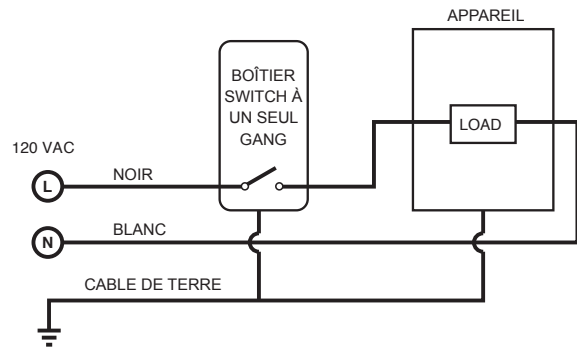 APPAREIL
BOÎTIER
SWITCH À
UN SEUL
GANG
LOAD
120 VAC
NOIR
L
BLANC
N
CABLE DE TERRE